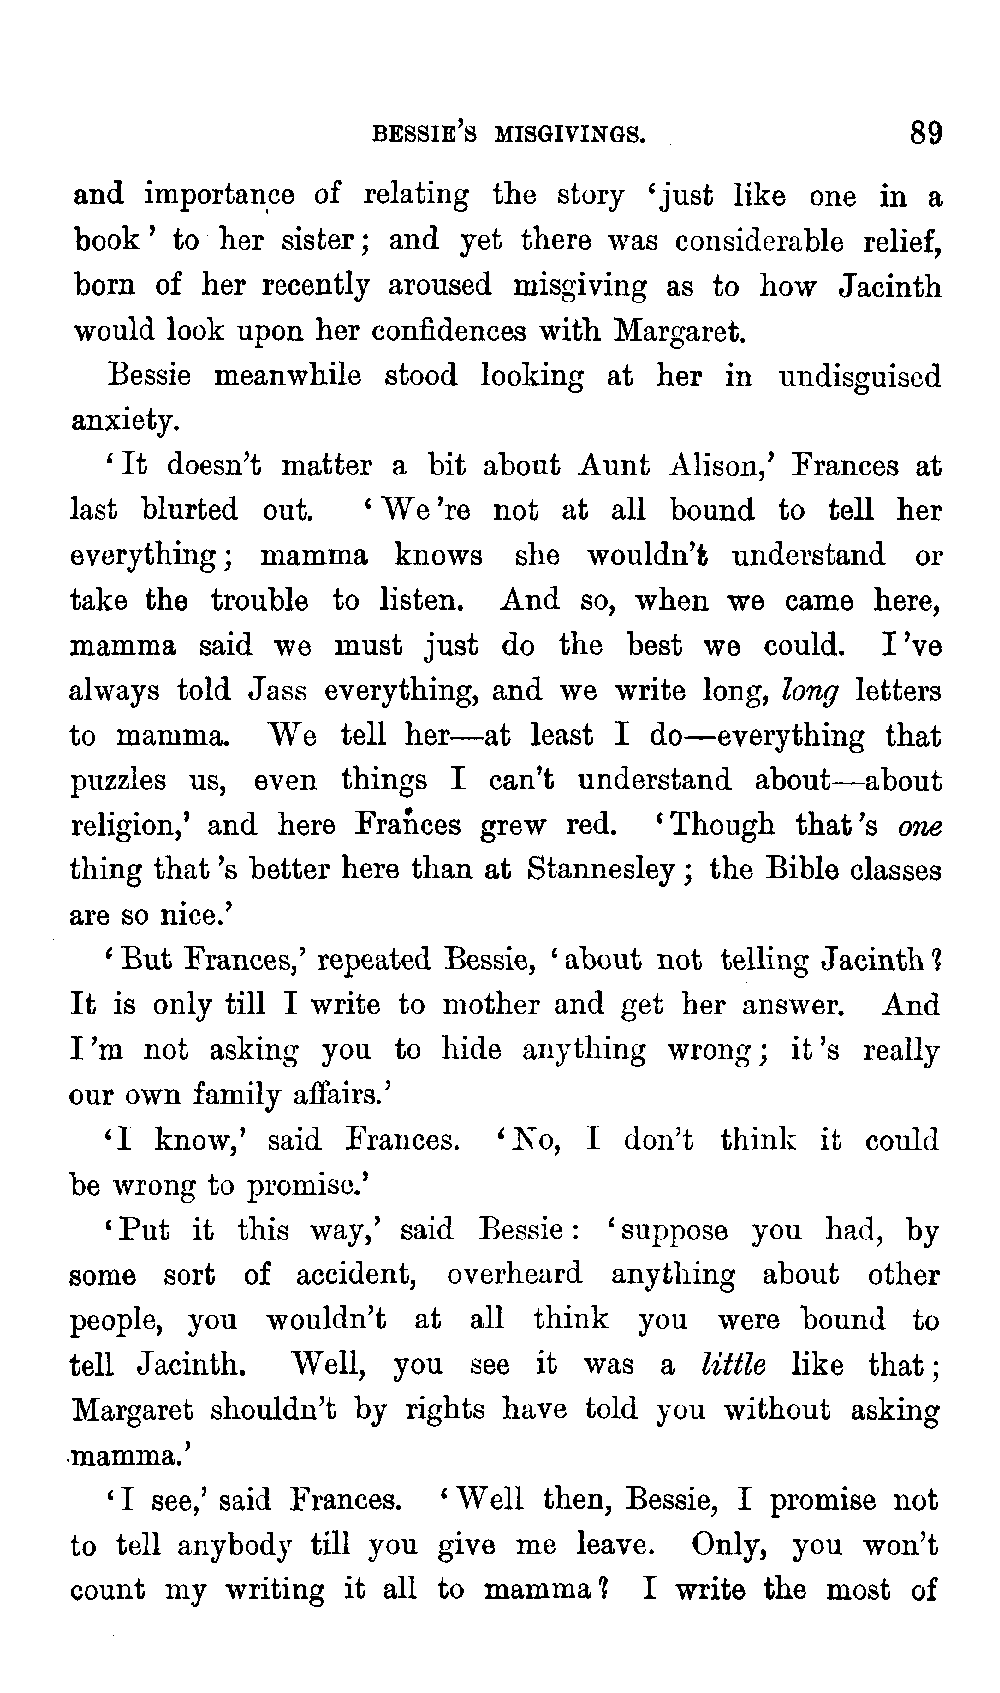 BESSIE'S MISGIVINGS. 89
and importance of relating the story ‘just like one in a
book’ to her sister; and yet there was considerable relief,
born of her recently aroused misgiving as to how Jacinth
would look upon her confidences with Margaret.
Bessie meanwhile stood looking at her in undisguised
anxiety.
‘It doesn’t matter a bit about Aunt Alison,’ Frances at
last blurted out. ‘We’re not at all bound to tell her
everything; mamma knows she wouldn’t understand or
take the trouble to listen. And so, when we came here,
mamma said we must just do the best we could. I’ve
always told Jass everything, and we write long, long letters
to mamma. We tell her—at least I do—everything that
puzzles us, even things I can’t understand about—about
religion,’ and here Frances grew red. ‘Though that’s one
thing that’s better here than at Stannesley; the Bible classes
are so nice.’
‘But Frances,’ repeated Bessie, ‘about not telling Jacinth?
It is only till I write to mother and get her answer. And
I’m not asking you to hide anything wrong; it’s really
our own family affairs.’
‘I know,’ said Frances. ‘No, I don’t think it could
be wrong to promise.’
‘Put it this way,’ said Bessie: ‘suppose you had, by
some sort of accident, overheard anything about other
people, you wouldn’t at all think you were bound to
tell Jacinth. Well, you see it was a little like that;
Margaret shouldn’t by rights have told you without asking
mamma.’
‘I see,’ said Frances. ‘Well then, Bessie, I promise not
to tell anybody till you give me leave. Only, you won’t
count my writing it all to mamma? I write the most of